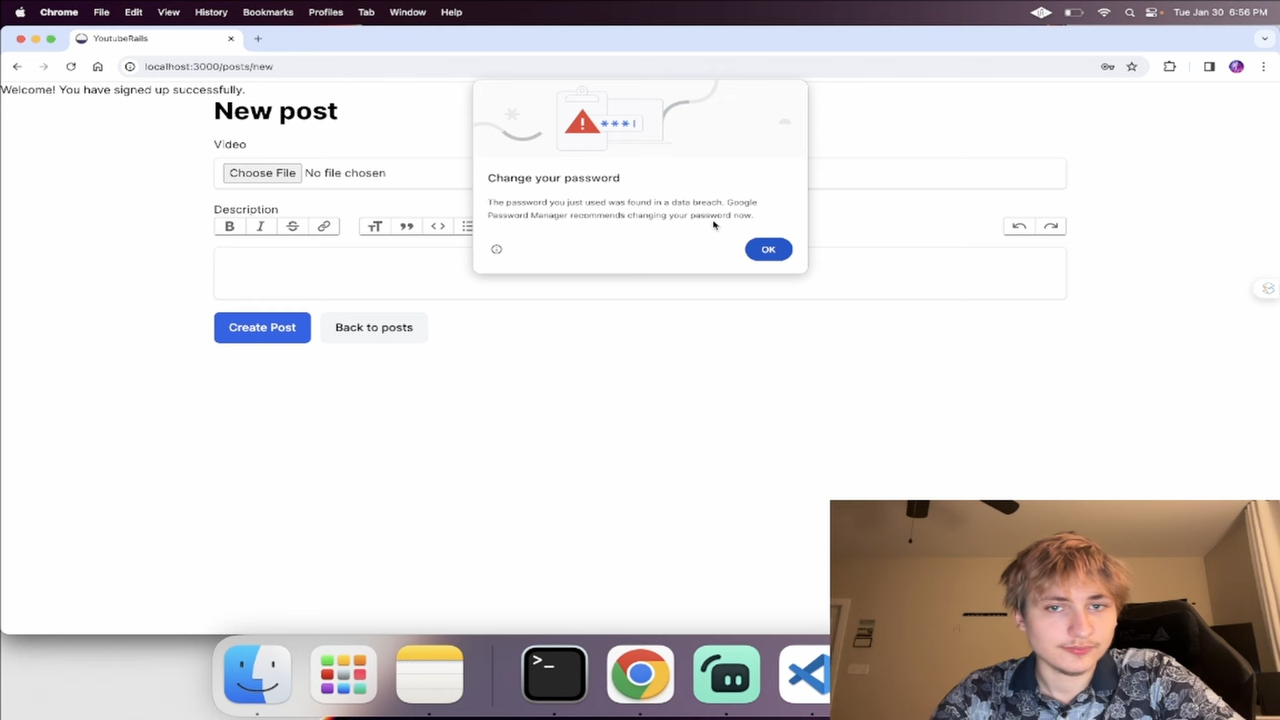 Chrome File Edit View History Bookmarks Profiles Tab Window Help
Tue Jan 30 6:56 PM
YoutubeRails
localhost:3000/posts/new
Welcome! You have signed up successfully.
New post
Video
Choose File No file chosen
Description
Change your password
The password you just used was found in a data breach. Google
Password Manager recommends changing your password now.
OK
Create Post
Back to posts